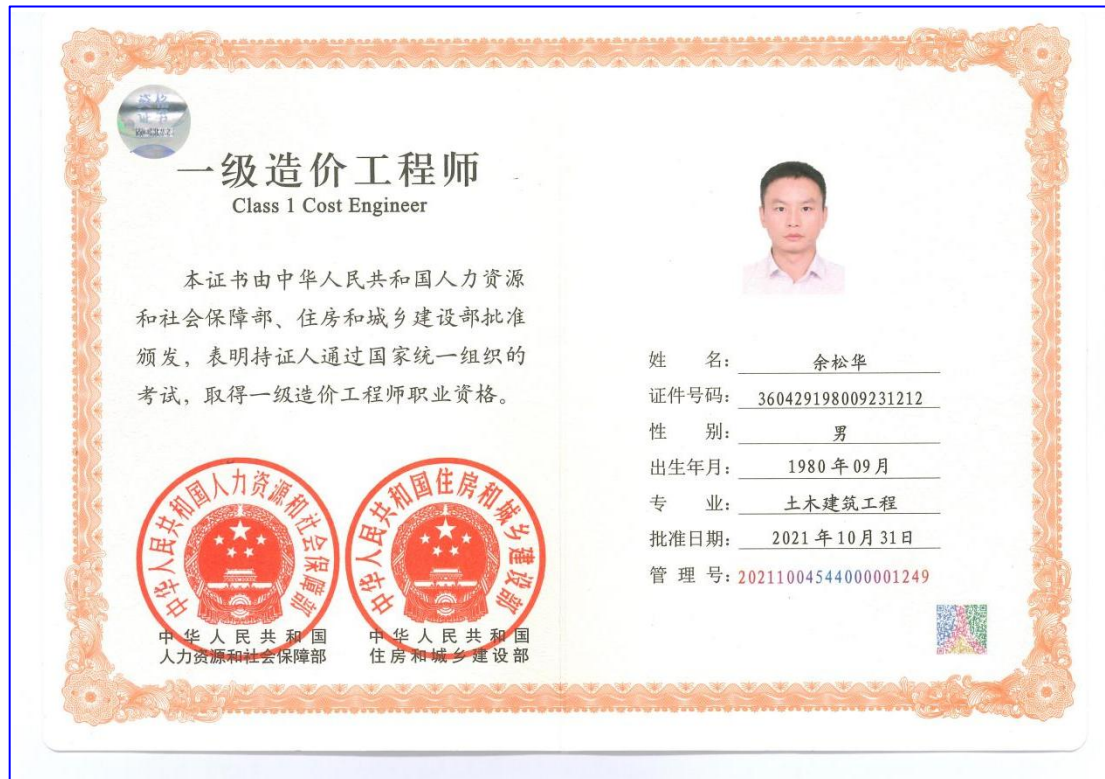 资格
证书
一级造价工程师
Class 1 Cost Engineer
本证书由中华人民共和国人力资源
和社会保障部、住房和城乡建设部批准
颁发，表明持证人通过国家统一组织的
考试，取得一级造价工程师职业资格。
中华人民共和国人力资源和社会保障部
中华人民共和国住房和城乡建设部
中华人民共和国
人力资源和社会保障部
中华人民共和国
住房和城乡建设部
姓 名： 余松华
证件号码： 360429198009231212
性 别： 男
出生年月： 1980年09月
专 业： 土木建筑工程
批准日期： 2021年10月31日
管 理 号： 20211004544000001249